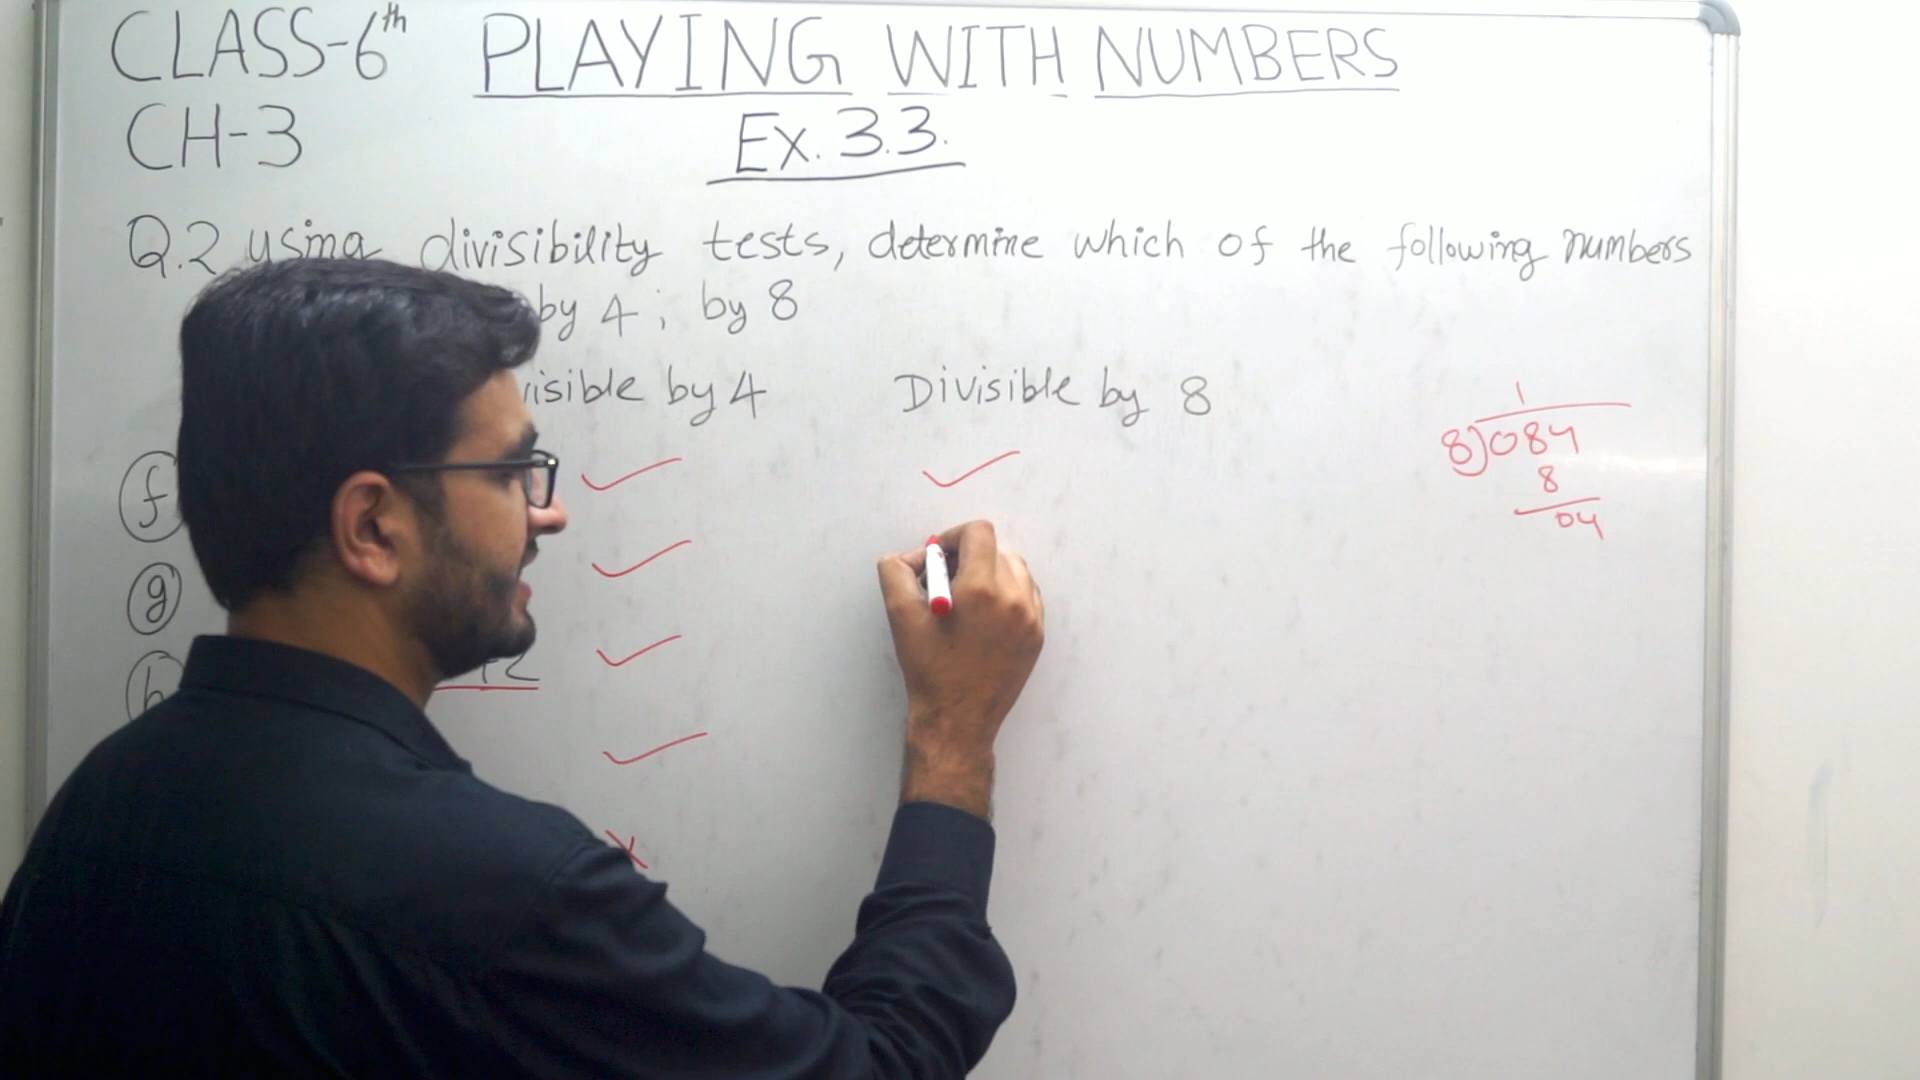 CLASS-6th PLAYING WITH NUMBERS
CH-3 Ex. 3.3.
Q.2 using divisibility tests, determine which of the following numbers
by 4; by 8
by 4 Divisible by 8
f
g
h
1
8)084
8
04